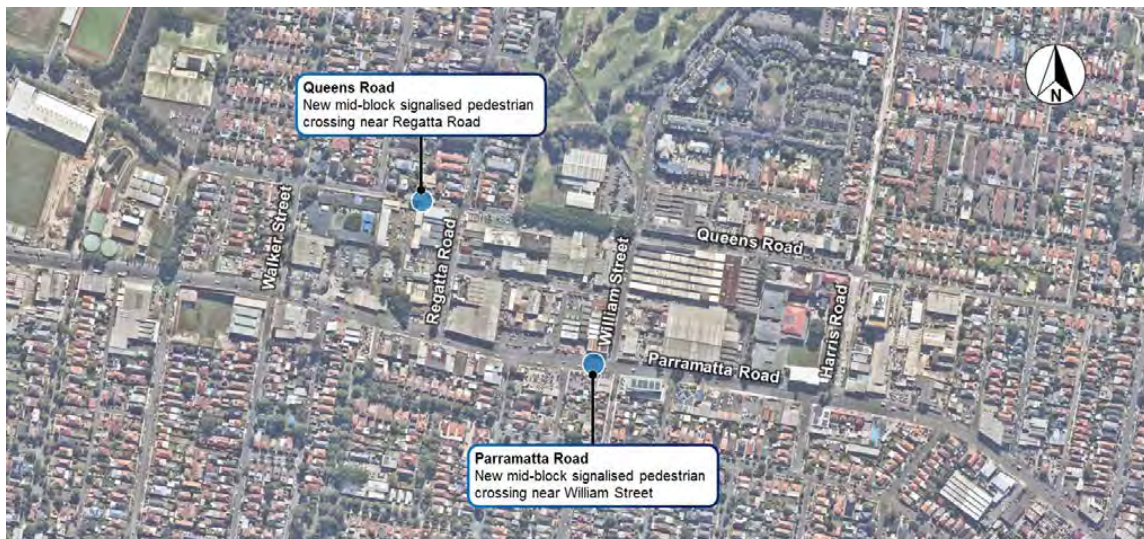 Queens Road
New mid-block signalised pedestrian
crossing near Regatta Road
N
Walker Street
Regatta Road
William Street
Queens Road
Harris Road
Parramatta Road
Parramatta Road
New mid-block signalised pedestrian
crossing near William Street